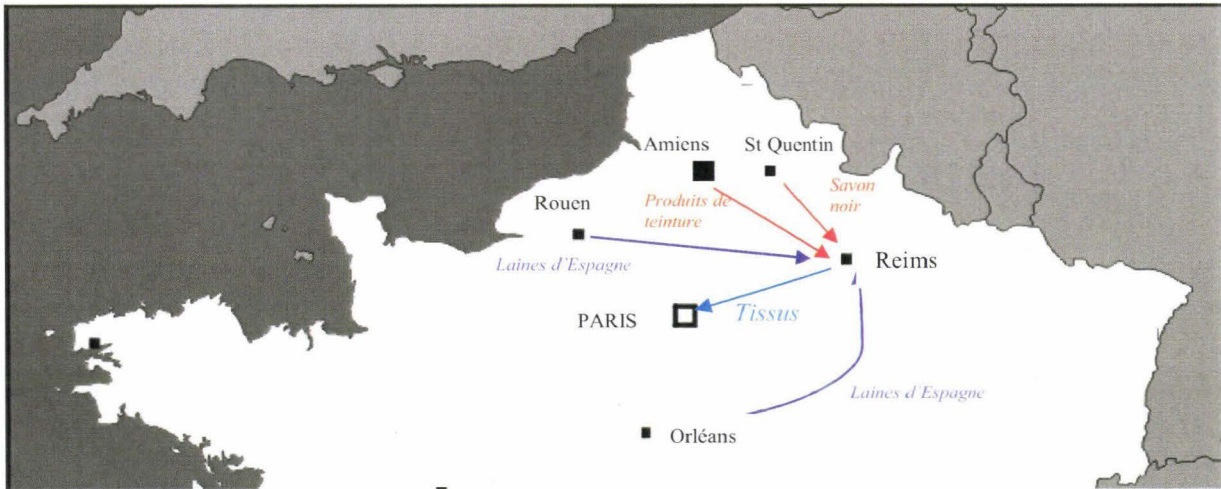 Amiens
St Quentin
Produits de
teinture
Savon
noir
Rouen
Laines d'Espagne
Reims
PARIS
Tissus
Laines d'Espagne
Orléans